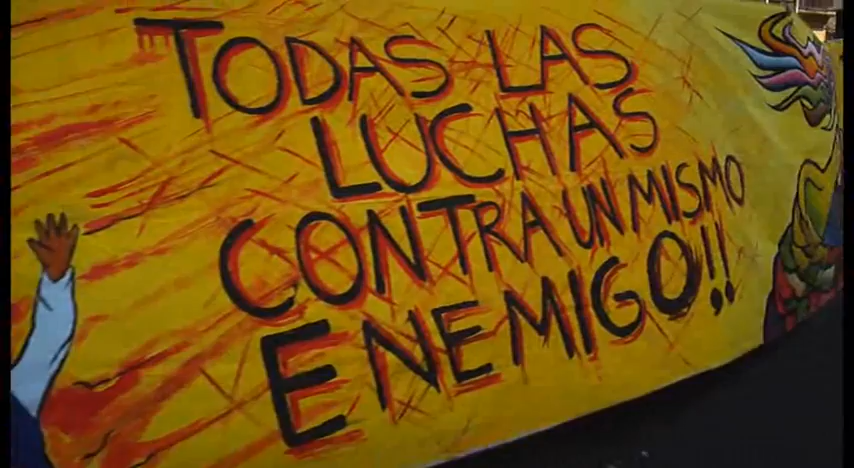 TODAS LAS
LUCHAS
CONTRA UN MISMO
ENEMIGO!!